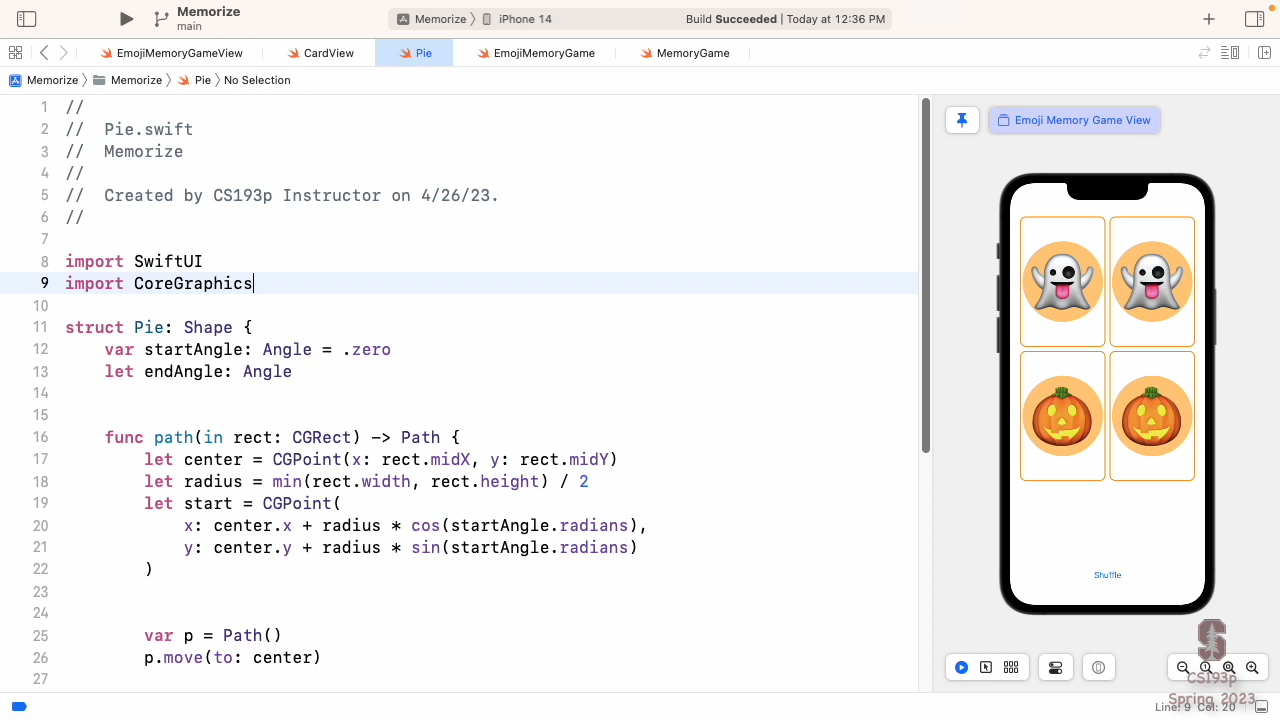 Memorize
main
Memorize 〉 iPhone 14
Build Succeeded | Today at 12:36 PM
EmojiMemoryGameView
CardView
Pie
EmojiMemoryGame
MemoryGame
Memorize 〉 Memorize 〉 Pie 〉 No Selection
1 //
2 //  Pie.swift
3 //  Memorize
4 //
5 //  Created by CS193p Instructor on 4/26/23.
6 //
7
8 import SwiftUI
9 import CoreGraphics
10
11 struct Pie: Shape {
12     var startAngle: Angle = .zero
13     let endAngle: Angle
14
15
16     func path(in rect: CGRect) -> Path {
17         let center = CGPoint(x: rect.midX, y: rect.midY)
18         let radius = min(rect.width, rect.height) / 2
19         let start = CGPoint(
20             x: center.x + radius * cos(startAngle.radians),
21             y: center.y + radius * sin(startAngle.radians)
22         )
23
24
25         var p = Path()
26         p.move(to: center)
27
Emoji Memory Game View
Shuffle
S
CS193p
Spring 2023
Line: 9 Col: 20